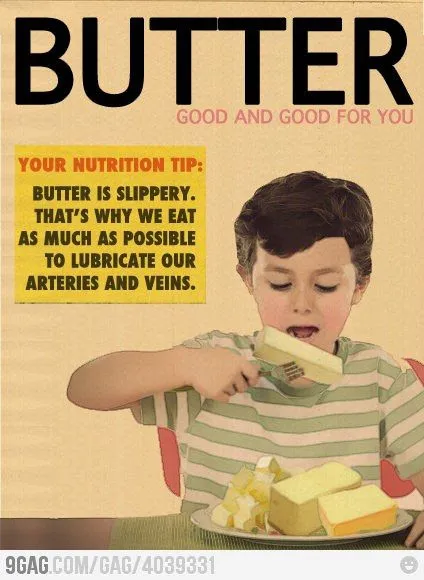 BUTTER
GOOD AND GOOD FOR YOU
YOUR NUTRITION TIP:
BUTTER IS SLIPPERY.
THAT'S WHY WE EAT
AS MUCH AS POSSIBLE
TO LUBRICATE OUR
ARTERIES AND VEINS.
9GAG.COM/GAG/4039331